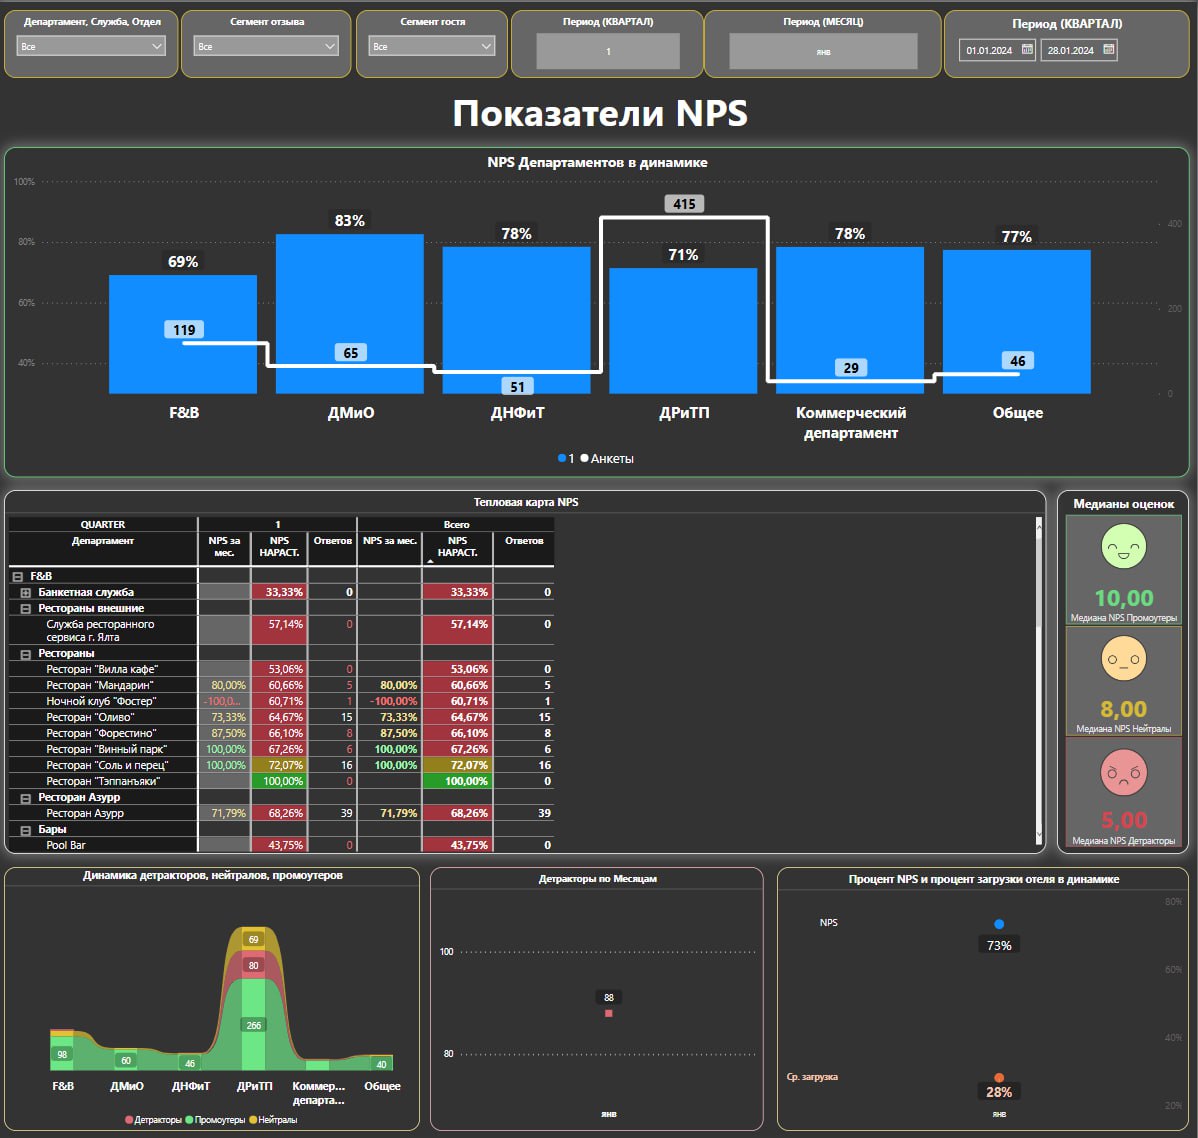 Департамент, Служба, Отдел
Все
Сегмент отзыва
Все
Сегмент гостя
Все
Период (КВАРТАЛ)
1
Период (МЕСЯЦ)
янв
Период (КВАРТАЛ)
01.01.2024 28.01.2024
Показатели NPS
NPS Департаментов в динамике
100%
80%
60%
40%
400
200
0
69%
83%
78%
71%
78%
77%
119
65
51
415
29
46
F&B
ДМиО
ДНФиТ
ДРиТП
Коммерческий
департамент
Общее
1 Анкеты
Тепловая карта NPS
QUARTER 1 Всего
Департамент NPS за мес. NPS НАРАСТ. Ответов NPS за мес. NPS НАРАСТ. Ответов
F&B
Банкетная служба 33,33% 0 33,33% 0
Рестораны внешние
Служба ресторанного
сервиса г. Ялта 57,14% 0 57,14% 0
Рестораны
Ресторан "Вилла кафе" 53,06% 0 53,06% 0
Ресторан "Мандарин" 80,00% 60,66% 5 80,00% 60,66% 5
Ночной клуб "Фостер" -100,0... 60,71% 1 -100,00% 60,71% 1
Ресторан "Оливо" 73,33% 64,67% 15 73,33% 64,67% 15
Ресторан "Форестино" 87,50% 66,10% 8 87,50% 66,10% 8
Ресторан "Винный парк" 100,00% 67,26% 6 100,00% 67,26% 6
Ресторан "Соль и перец" 100,00% 72,07% 16 100,00% 72,07% 16
Ресторан "Тэппанъяки" 100,00% 0 100,00% 0
Ресторан Азурр
Ресторан Азурр 71,79% 68,26% 39 71,79% 68,26% 39
Бары
Pool Bar 43,75% 0 43,75% 0
Медианы оценок
10,00
Медиана NPS Промоутеры
8,00
Медиана NPS Нейтралы
5,00
Медиана NPS Детракторы
Динамика детракторов, нейтралов, промоутеров
69
80
266
98
60
46
40
F&B
ДМиО
ДНФиТ
ДРиТП
Коммер...
департа...
Общее
Детракторы Промоутеры Нейтралы
Детракторы по Месяцам
100
88
80
янв
Процент NPS и процент загрузки отеля в динамике
80%
NPS
73%
60%
40%
Ср. загрузка
28%
20%
янв